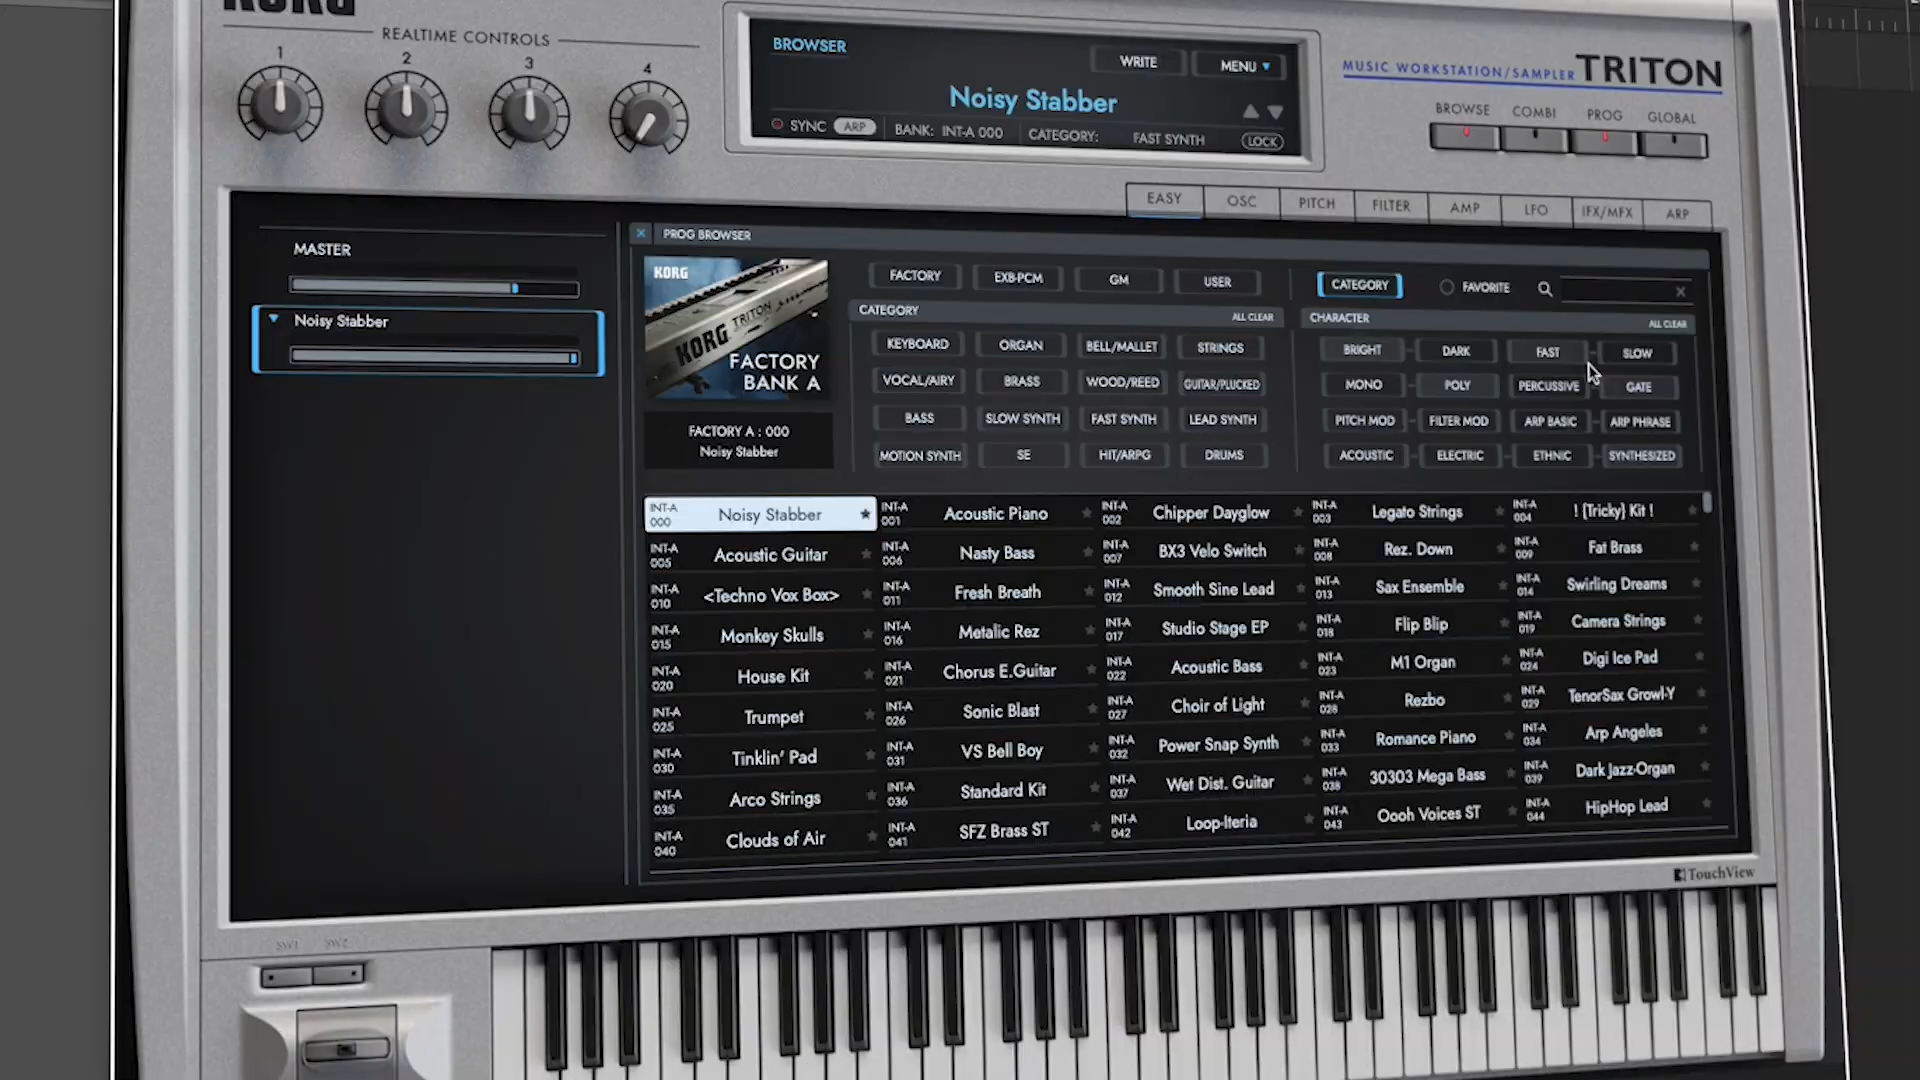 KORG
REALTIME CONTROLS
1 2 3 4
BROWSER
WRITE
MENU
Noisy Stabber
SYNC ARP BANK: INT-A 000 CATEGORY: FAST SYNTH LOCK
MUSIC WORKSTATION/SAMPLER TRITON
BROWSE COMBI PROG GLOBAL
EASY OSC PITCH FILTER AMP LFO IFX/MFX ARP
MASTER
Noisy Stabber
PROG BROWSER
KORG
KORG TRITON
FACTORY
BANK A
FACTORY A : 000
Noisy Stabber
FACTORY EXB-PCM GM USER
CATEGORY FAVORITE
CATEGORY ALL CLEAR
KEYBOARD ORGAN BELL/MALLET STRINGS
VOCAL/AIRY BRASS WOOD/REED GUITAR/PLUCKED
BASS SLOW SYNTH FAST SYNTH LEAD SYNTH
MOTION SYNTH SE HIT/ARPG DRUMS
CHARACTER ALL CLEAR
BRIGHT DARK FAST SLOW
MONO POLY PERCUSSIVE GATE
PITCH MOD FILTER MOD ARP BASIC ARP PHRASE
ACOUSTIC ELECTRIC ETHNIC SYNTHESIZED
INT-A 000 Noisy Stabber INT-A 001 Acoustic Piano INT-A 002 Chipper Dayglow INT-A 003 Legato Strings INT-A 004 ! {Tricky} Kit !
INT-A 005 Acoustic Guitar INT-A 006 Nasty Bass INT-A 007 BX3 Velo Switch INT-A 008 Rez. Down INT-A 009 Fat Brass
INT-A 010 <Techno Vox Box> INT-A 011 Fresh Breath INT-A 012 Smooth Sine Lead INT-A 013 Sax Ensemble INT-A 014 Swirling Dreams
INT-A 015 Monkey Skulls INT-A 016 Metalic Rez INT-A 017 Studio Stage EP INT-A 018 Flip Blip INT-A 019 Camera Strings
INT-A 020 House Kit INT-A 021 Chorus E.Guitar INT-A 022 Acoustic Bass INT-A 023 M1 Organ INT-A 024 Digi Ice Pad
INT-A 025 Trumpet INT-A 026 Sonic Blast INT-A 027 Choir of Light INT-A 028 Rezbo INT-A 029 TenorSax Growl-Y
INT-A 030 Tinklin' Pad INT-A 031 VS Bell Boy INT-A 032 Power Snap Synth INT-A 033 Romance Piano INT-A 034 Arp Angeles
INT-A 035 Arco Strings INT-A 036 Standard Kit INT-A 037 Wet Dist. Guitar INT-A 038 30303 Mega Bass INT-A 039 Dark Jazz-Organ
INT-A 040 Clouds of Air INT-A 041 SFZ Brass ST INT-A 042 Loop-Iteria INT-A 043 Oooh Voices ST INT-A 044 HipHop Lead
TouchView
SW1 SW2